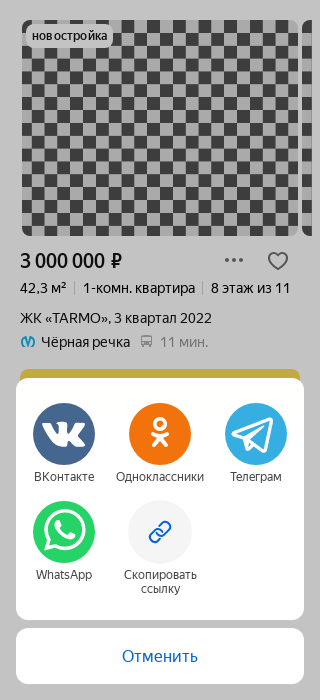 новостройка
3 000 000 ₽
42,3 м² 1-комн. квартира 8 этаж из 11
ЖК «TARMO», 3 квартал 2022
Чёрная речка 11 мин.
ВКонтакте Одноклассники Телеграм
WhatsApp Скопировать
ссылку
Отменить